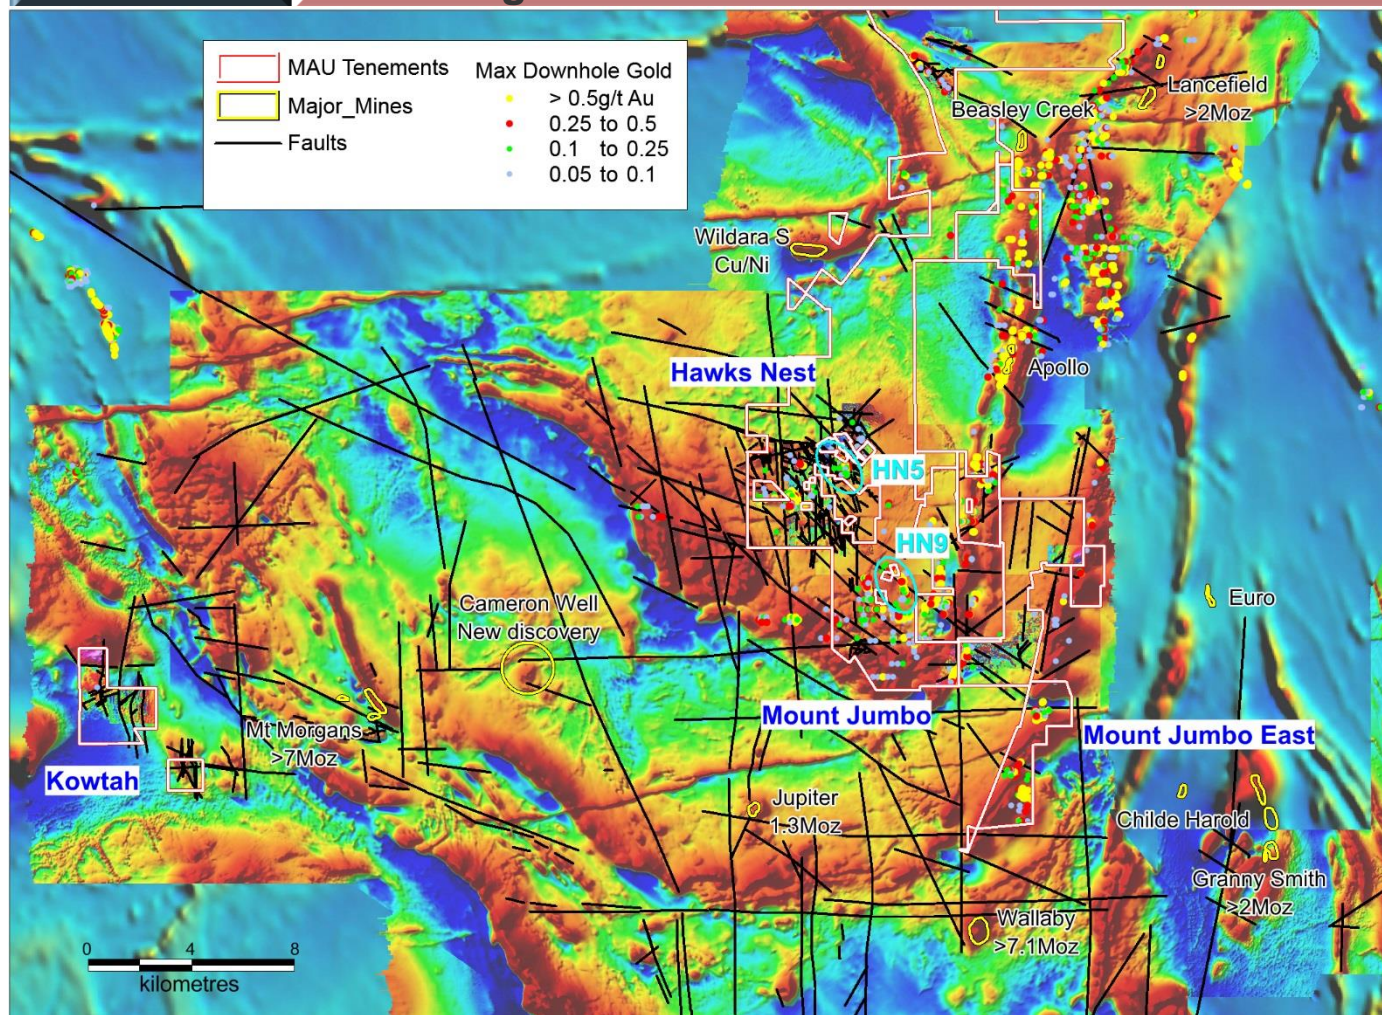 MAU Tenements
Major_Mines
Faults
Max Downhole Gold
> 0.5g/t Au
0.25 to 0.5
0.1 to 0.25
0.05 to 0.1
Lancefield
>2Moz
Beasley Creek
Wildara S
Cu/Ni
Apollo
Hawks Nest
HN5
HN9
Cameron Well
New discovery
Euro
Mount Jumbo
Mount Jumbo East
Mt Morgans
>7Moz
Kowtah
Jupiter
1.3Moz
Childe Harold
Granny Smith
>2Moz
Wallaby
>7.1Moz
0 4 8
kilometres